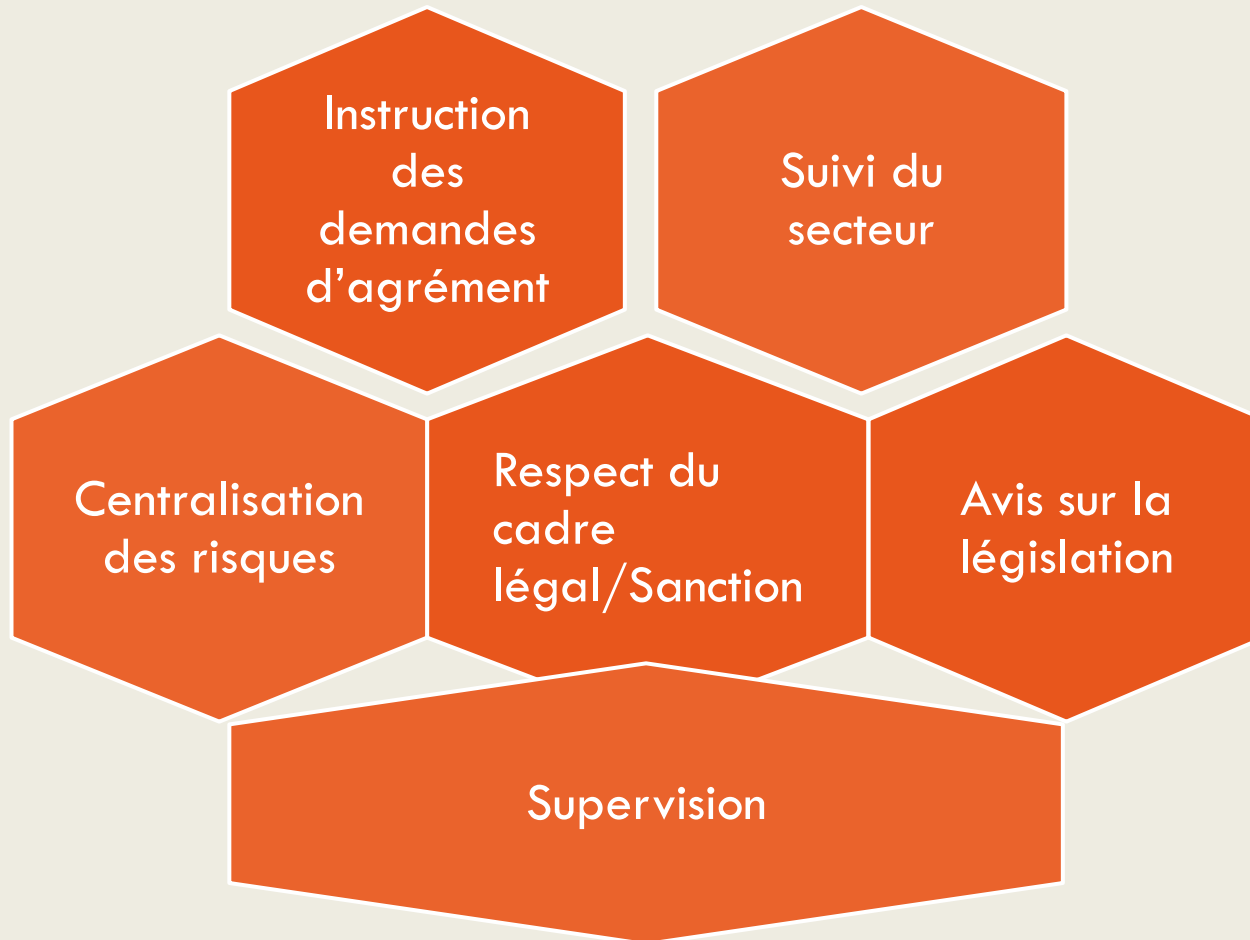 Instruction
des
demandes
d’agrément
Suivi du
secteur
Centralisation
des risques
Respect du
cadre
légal/Sanction
Avis sur la
législation
Supervision